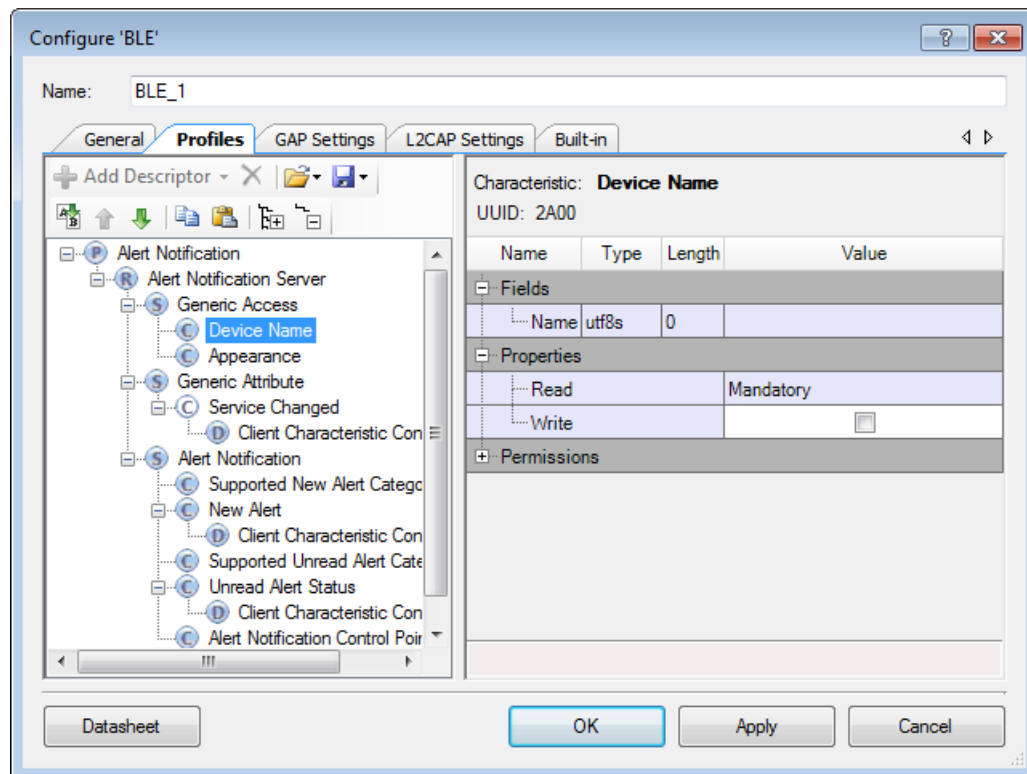 Configure 'BLE'
Name: BLE_1
General Profiles GAP Settings L2CAP Settings Built-in
Add Descriptor
Characteristic: Device Name
UUID: 2A00
Name Type Length Value
Fields
Name utf8s 0
Properties
Read Mandatory
Write
Permissions
P Alert Notification
R Alert Notification Server
S Generic Access
C Device Name
C Appearance
S Generic Attribute
C Service Changed
D Client Characteristic Con
S Alert Notification
C Supported New Alert Catego
C New Alert
D Client Characteristic Con
C Supported Unread Alert Cate
C Unread Alert Status
D Client Characteristic Con
C Alert Notification Control Poin
Datasheet OK Apply Cancel